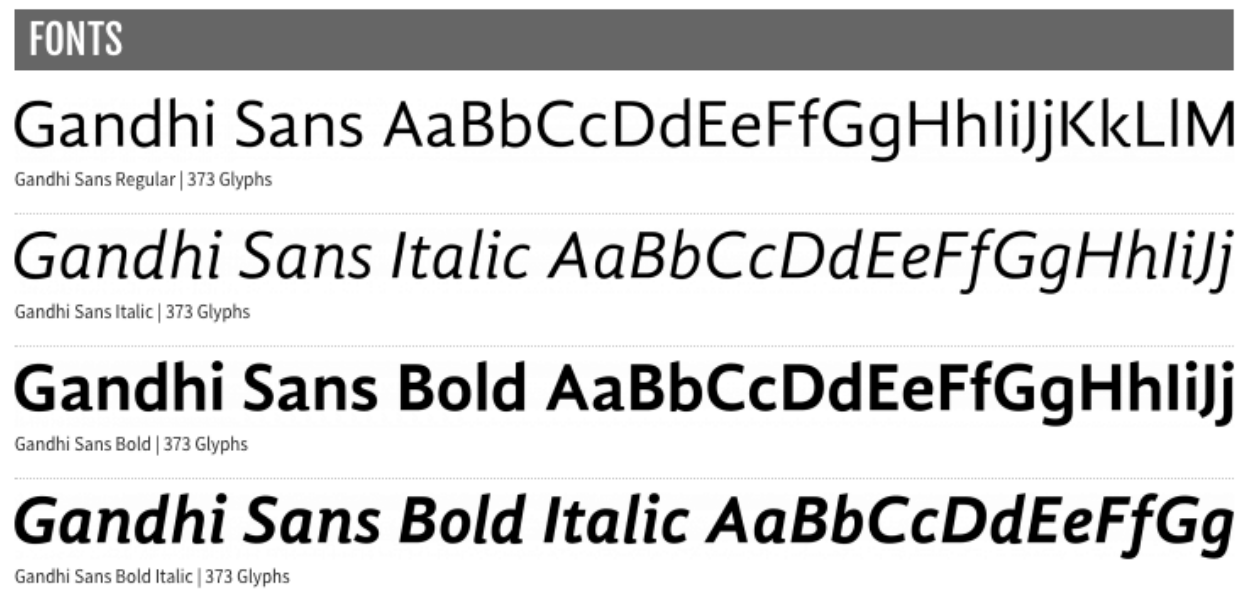 FONTS
Gandhi Sans AaBbCcDdEeFfGgHhIiJjKkLlM
Gandhi Sans Regular | 373 Glyphs
Gandhi Sans Italic AaBbCcDdEeFfGgHhIiJj
Gandhi Sans Italic | 373 Glyphs
Gandhi Sans Bold AaBbCcDdEeFfGgHhIiJj
Gandhi Sans Bold | 373 Glyphs
Gandhi Sans Bold Italic AaBbCcDdEeFfGg
Gandhi Sans Bold Italic | 373 Glyphs